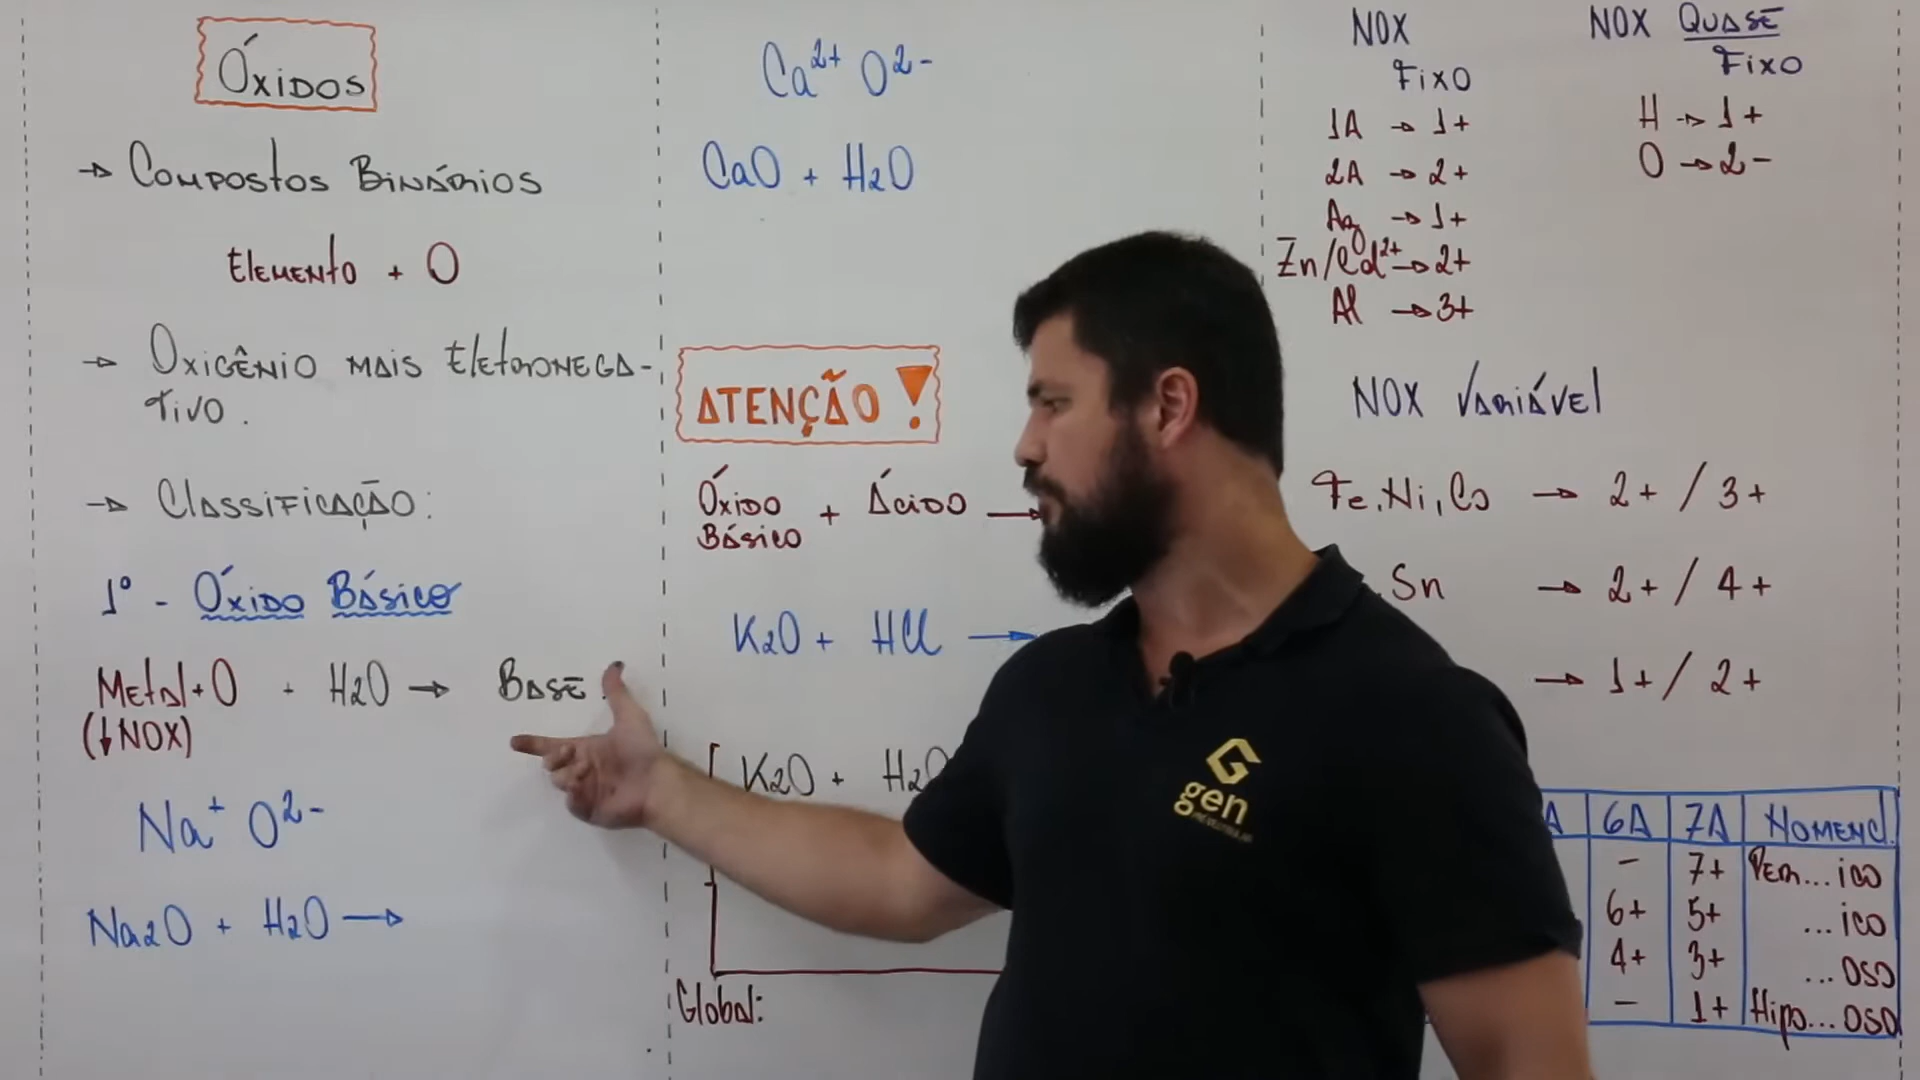 Óxidos
→ Compostos Binários
Elemento + O
→ Oxigênio mais eletronega-
tivo.
→ Classificação:
1º - Óxido Básico
Metal + O + H2O → Base
(↓NOX)
Na⁺ O²⁻
Na2O + H2O →
Ca²⁺ O²⁻
CaO + H2O
ATENÇÃO!
Óxido + Ácido →
Básico
K2O + HCl →
K2O + H2O
Global:
NOX
Fixo
1A → 1+
2A → 2+
Ag → 1+
Zn/Cd²⁺ → 2+
Al → 3+
NOX Quase
Fixo
H → 1+
O → 2-
NOX Variável
Fe, Ni, Co → 2+ / 3+
, Sn → 2+ / 4+
→ 1+ / 2+
A 6A 7A Nomencl.
- 7+ Per...ico
6+ 5+ ...ico
4+ 3+ ...oso
- 1+ Hipo...oso
G
gen